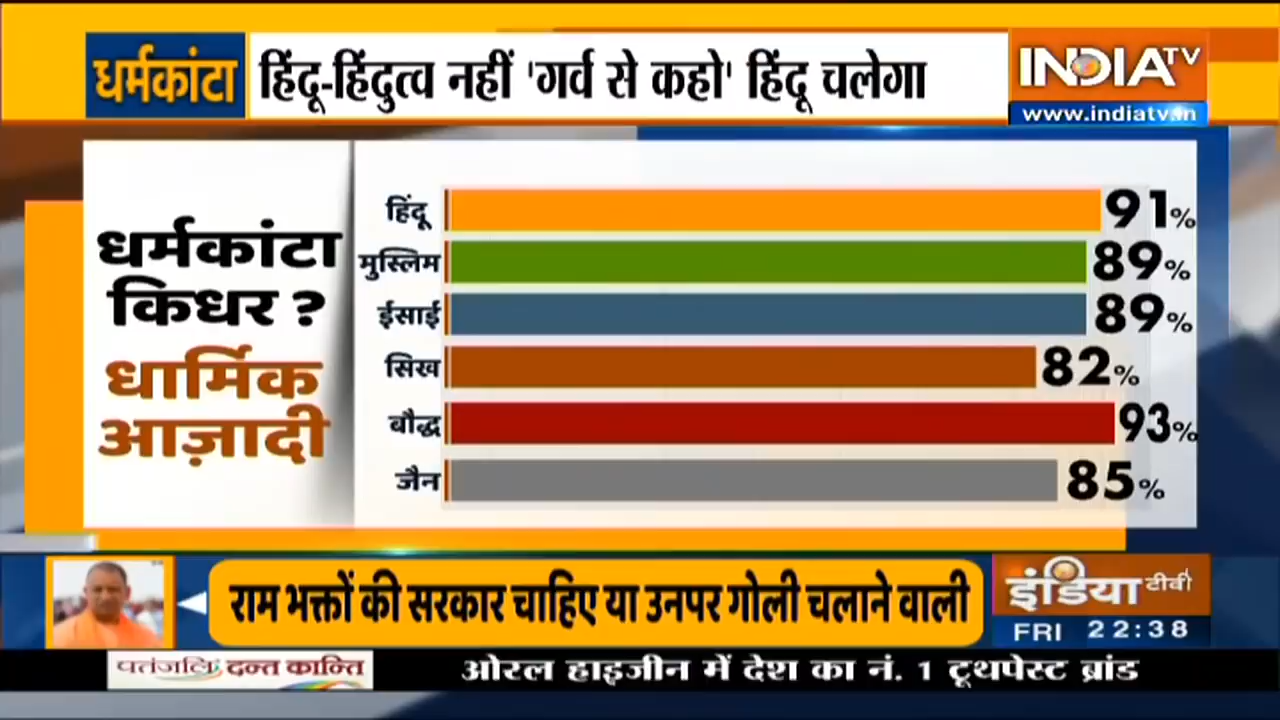 धर्मकांटा
हिंदू-हिंदुत्व नहीं 'गर्व से कहो' हिंदू चलेगा
INDIA TV
www.indiatv.in
धर्मकांटा
किधर ?
धार्मिक
आज़ादी
हिंदू 91%
मुस्लिम 89%
ईसाई 89%
सिख 82%
बौद्ध 93%
जैन 85%
राम भक्तों की सरकार चाहिए या उनपर गोली चलाने वाली
इंडिया टीवी
FRI 22:38
पतंजलि दन्त कान्ति
ओरल हाइजीन में देश का नं. 1 टूथपेस्ट ब्रांड